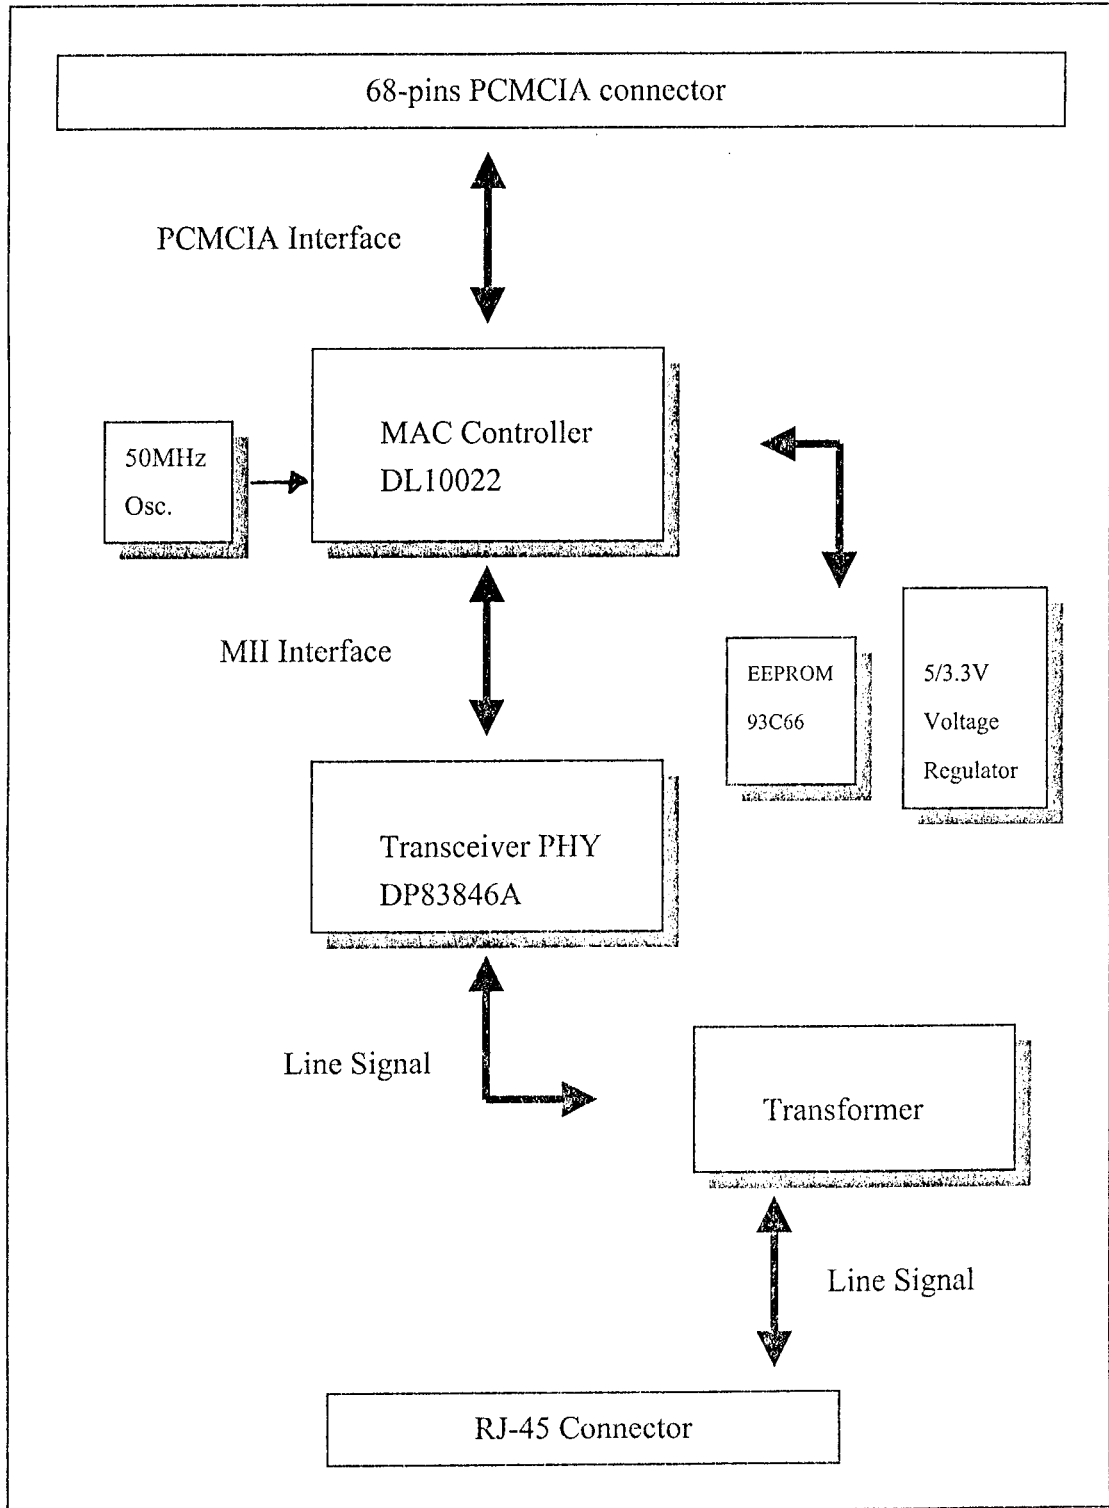 68-pins PCMCIA connector
PCMCIA Interface
MAC Controller
DL10022
50MHz
Osc.
MII Interface
EEPROM
93C66
5/3.3V
Voltage
Regulator
Transceiver PHY
DP83846A
Line Signal
Transformer
Line Signal
RJ-45 Connector